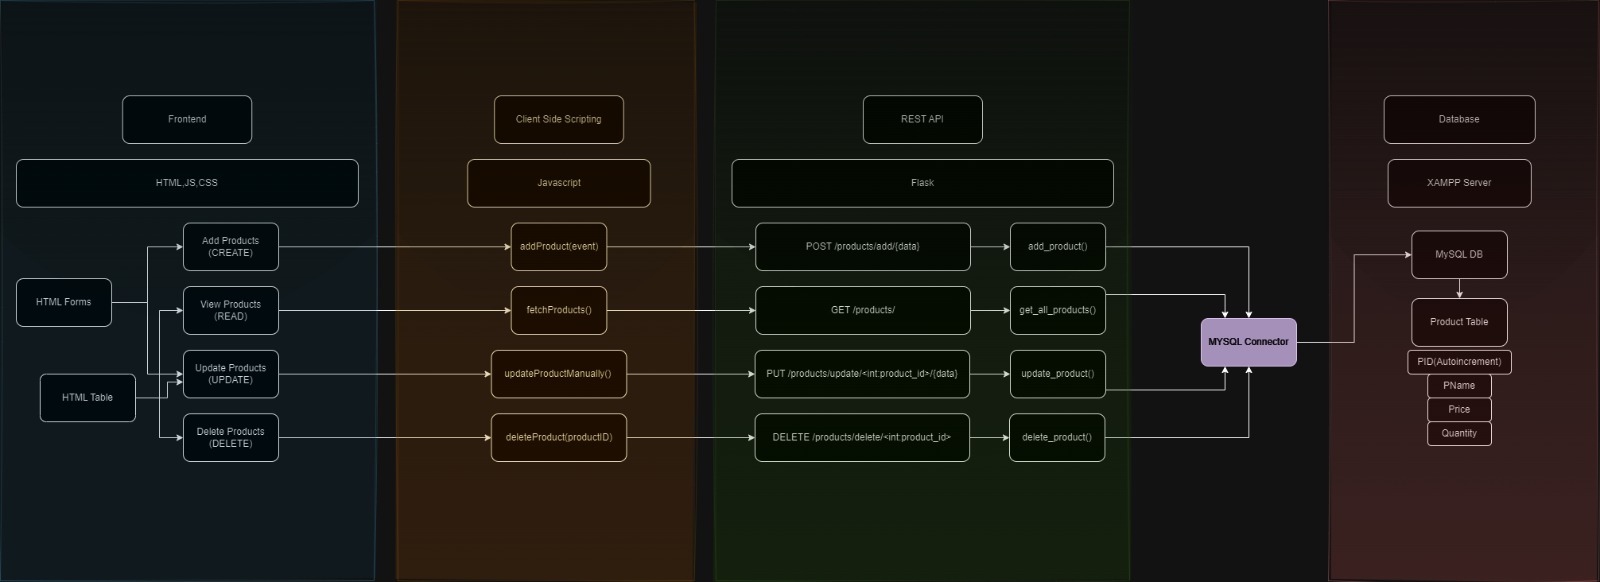 Frontend
Client Side Scripting
REST API
Database
HTML,JS,CSS
Javascript
Flask
XAMPP Server
HTML Forms
HTML Table
Add Products
(CREATE)
View Products
(READ)
Update Products
(UPDATE)
Delete Products
(DELETE)
addProduct(event)
fetchProducts()
updateProductManually()
deleteProduct(productID)
POST /products/add/{data}
GET /products/
PUT /products/update/<int:product_id>/{data}
DELETE /products/delete/<int:product_id>
add_product()
get_all_products()
update_product()
delete_product()
MYSQL Connector
MySQL DB
Product Table
PID(Autoincrement)
PName
Price
Quantity